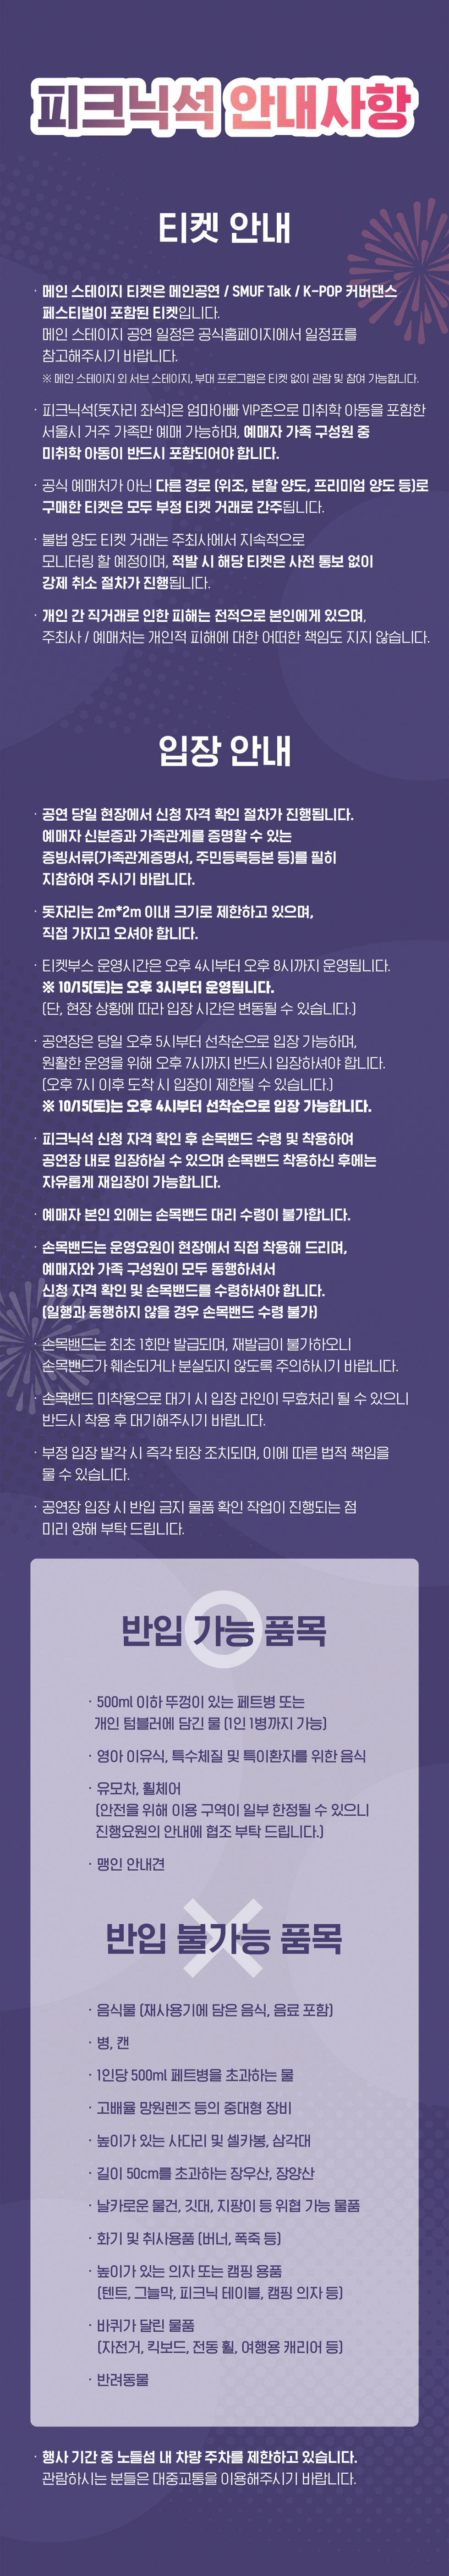 피크닉석 안내사항
티켓 안내
· 메인 스테이지 티켓은 메인공연 / SMUF Talk / K-POP 커버댄스
페스티벌이 포함된 티켓입니다.
메인 스테이지 공연 일정은 공식홈페이지에서 일정표를
참고해주시기 바랍니다.
※ 메인 스테이지 외 서브 스테이지, 부대 프로그램은 티켓 없이 관람 및 참여 가능합니다.
· 피크닉석(돗자리 좌석)은 엄마아빠 VIP존으로 미취학 아동을 포함한
서울시 거주 가족만 예매 가능하며, 예매자 가족 구성원 중
미취학 아동이 반드시 포함되어야 합니다.
· 공식 예매처가 아닌 다른 경로 (위조, 분할 양도, 프리미엄 양도 등)로
구매한 티켓은 모두 부정 티켓 거래로 간주됩니다.
· 불법 양도 티켓 거래는 주최사에서 지속적으로
모니터링 할 예정이며, 적발 시 해당 티켓은 사전 통보 없이
강제 취소 절차가 진행됩니다.
· 개인 간 직거래로 인한 피해는 전적으로 본인에게 있으며,
주최사 / 예매처는 개인적 피해에 대한 어떠한 책임도 지지 않습니다.
입장 안내
· 공연 당일 현장에서 신청 자격 확인 절차가 진행됩니다.
예매자 신분증과 가족관계를 증명할 수 있는
증빙서류(가족관계증명서, 주민등록등본 등)를 필히
지참하여 주시기 바랍니다.
· 돗자리는 2m*2m 이내 크기로 제한하고 있으며,
직접 가지고 오셔야 합니다.
· 티켓부스 운영시간은 오후 4시부터 오후 8시까지 운영됩니다.
※ 10/15(토)는 오후 3시부터 운영됩니다.
(단, 현장 상황에 따라 입장 시간은 변동될 수 있습니다.)
· 공연장은 당일 오후 5시부터 선착순으로 입장 가능하며,
원활한 운영을 위해 오후 7시까지 반드시 입장하셔야 합니다.
(오후 7시 이후 도착 시 입장이 제한될 수 있습니다.)
※ 10/15(토)는 오후 4시부터 선착순으로 입장 가능합니다.
· 피크닉석 신청 자격 확인 후 손목밴드 수령 및 착용하여
공연장 내로 입장하실 수 있으며 손목밴드 착용하신 후에는
자유롭게 재입장이 가능합니다.
· 예매자 본인 외에는 손목밴드 대리 수령이 불가합니다.
· 손목밴드는 운영요원이 현장에서 직접 착용해 드리며,
예매자와 가족 구성원이 모두 동행하셔서
신청 자격 확인 및 손목밴드를 수령하셔야 합니다.
(일행과 동행하지 않을 경우 손목밴드 수령 불가)
· 손목밴드는 최초 1회만 발급되며, 재발급이 불가하오니
손목밴드가 훼손되거나 분실되지 않도록 주의하시기 바랍니다.
· 손목밴드 미착용으로 대기 시 입장 라인이 무효처리 될 수 있으니
반드시 착용 후 대기해주시기 바랍니다.
· 부정 입장 발각 시 즉각 퇴장 조치되며, 이에 따른 법적 책임을
물 수 있습니다.
· 공연장 입장 시 반입 금지 물품 확인 작업이 진행되는 점
미리 양해 부탁 드립니다.
반입 가능 품목
· 500ml 이하 뚜껑이 있는 페트병 또는
개인 텀블러에 담긴 물 (1인 1병까지 가능)
· 영아 이유식, 특수체질 및 특이환자를 위한 음식
· 유모차, 휠체어
(안전을 위해 이용 구역이 일부 한정될 수 있으니
진행요원의 안내에 협조 부탁 드립니다.)
· 맹인 안내견
반입 불가능 품목
· 음식물 (재사용기에 담은 음식, 음료 포함)
· 병, 캔
· 1인당 500ml 페트병을 초과하는 물
· 고배율 망원렌즈 등의 중대형 장비
· 높이가 있는 사다리 및 셀카봉, 삼각대
· 길이 50cm를 초과하는 장우산, 장양산
· 날카로운 물건, 깃대, 지팡이 등 위협 가능 물품
· 화기 및 취사용품 (버너, 폭죽 등)
· 높이가 있는 의자 또는 캠핑 용품
(텐트, 그늘막, 피크닉 테이블, 캠핑 의자 등)
· 바퀴가 달린 물품
(자전거, 킥보드, 전동 휠, 여행용 캐리어 등)
· 반려동물
· 행사 기간 중 노들섬 내 차량 주차를 제한하고 있습니다.
관람하시는 분들은 대중교통을 이용해주시기 바랍니다.